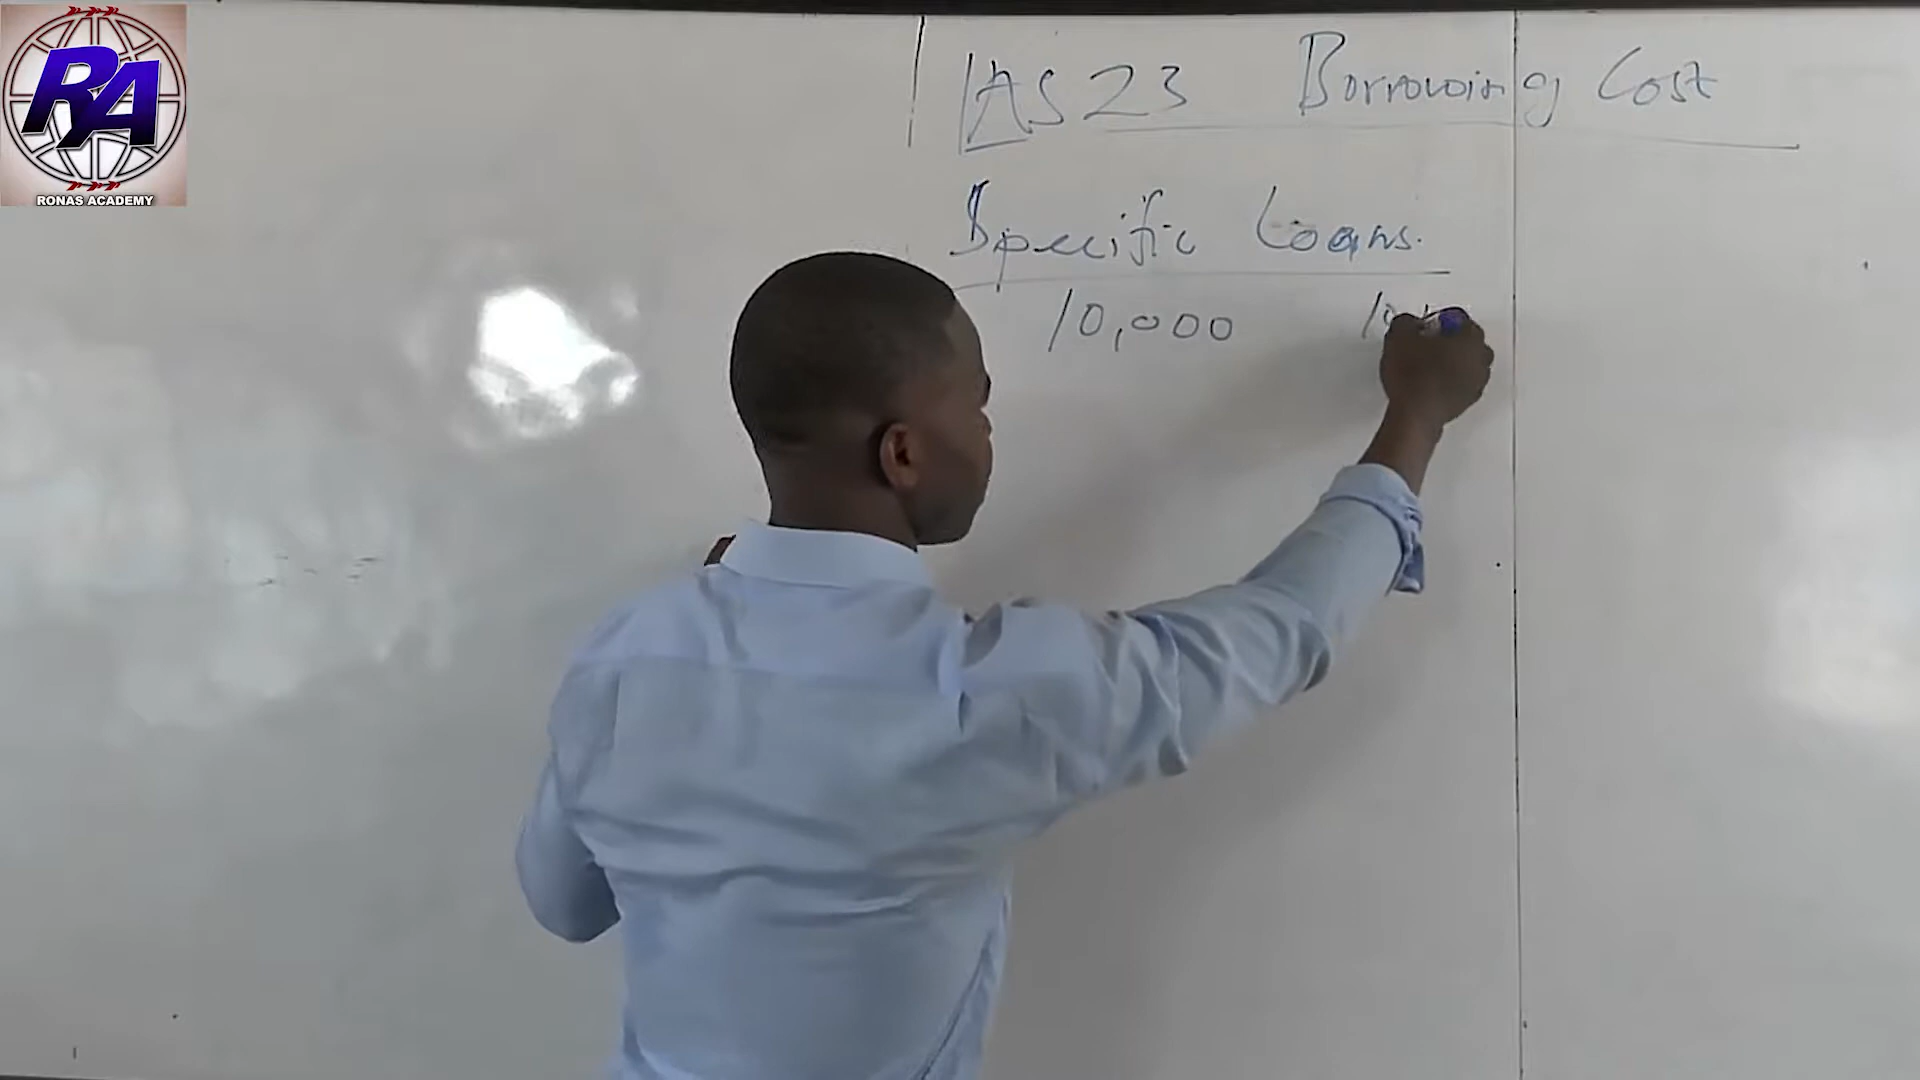 RA
RONAS ACADEMY
IAS 23 Borrowing Cost
Specific Loans.
10,000